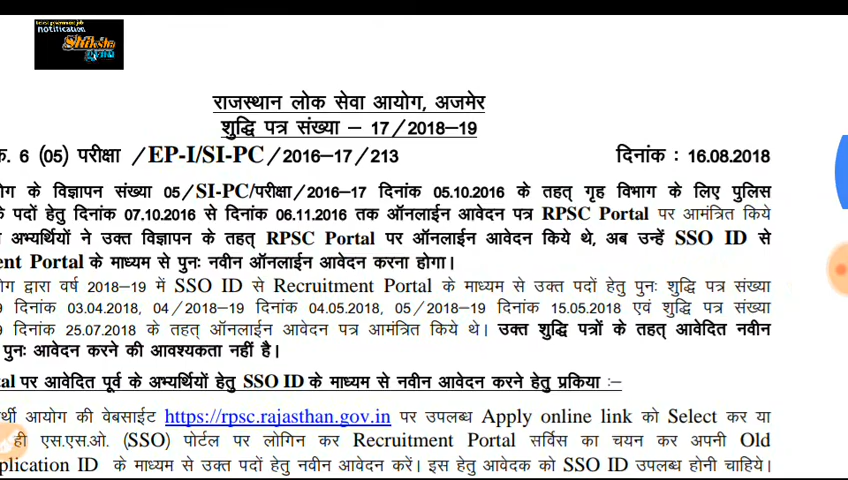 latest government job
notification
Shiksha
राजस्थान लोक सेवा आयोग, अजमेर
शुद्धि पत्र संख्या – 17/2018-19
क. 6 (05) परीक्षा /EP-I/SI-PC/2016–17/213 दिनांक : 16.08.2018
योग के विज्ञापन संख्या 05/SI-PC/परीक्षा/2016–17 दिनांक 05.10.2016 के तहत् गृह विभाग के लिए पुलिस
के पदों हेतु दिनांक 07.10.2016 से दिनांक 06.11.2016 तक ऑनलाईन आवेदन पत्र RPSC Portal पर आमंत्रित किये
अभ्यर्थियों ने उक्त विज्ञापन के तहत् RPSC Portal पर ऑनलाईन आवेदन किये थे, अब उन्हें SSO ID से
ent Portal के माध्यम से पुनः नवीन ऑनलाईन आवेदन करना होगा।
योग द्वारा वर्ष 2018-19 में SSO ID से Recruitment Portal के माध्यम से उक्त पदों हेतु पुनः शुद्धि पत्र संख्या
9 दिनांक 03.04.2018, 04/2018-19 दिनांक 04.05.2018, 05/2018-19 दिनांक 15.05.2018 एवं शुद्धि पत्र संख्या
9 दिनांक 25.07.2018 के तहत् ऑनलाईन आवेदन पत्र आमंत्रित किये थे। उक्त शुद्धि पत्रों के तहत् आवेदित नवीन
पुनः आवेदन करने की आवश्यकता नहीं है।
tal पर आवेदित पूर्व के अभ्यर्थियों हेतु SSO ID के माध्यम से नवीन आवेदन करने हेतु प्रकिया :–
र्थी आयोग की वेबसाईट https://rpsc.rajasthan.gov.in पर उपलब्ध Apply online link को Select कर या
ही एस.एस.ओ. (SSO) पोर्टल पर लोगिन कर Recruitment Portal सर्विस का चयन कर अपनी Old
plication ID के माध्यम से उक्त पदों हेतु नवीन आवेदन करें। इस हेतु आवेदक को SSO ID उपलब्ध होनी चाहिये।